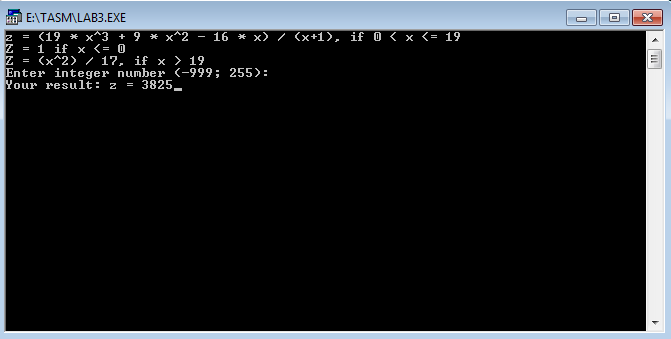 E:\TASM\LAB3.EXE
z = (19 * x^3 + 9 * x^2 - 16 * x) / (x+1), if 0 < x <= 19
Z = 1 if x <= 0
Z = (x^2) / 17, if x > 19
Enter integer number (-999; 255):
Your result: z = 3825